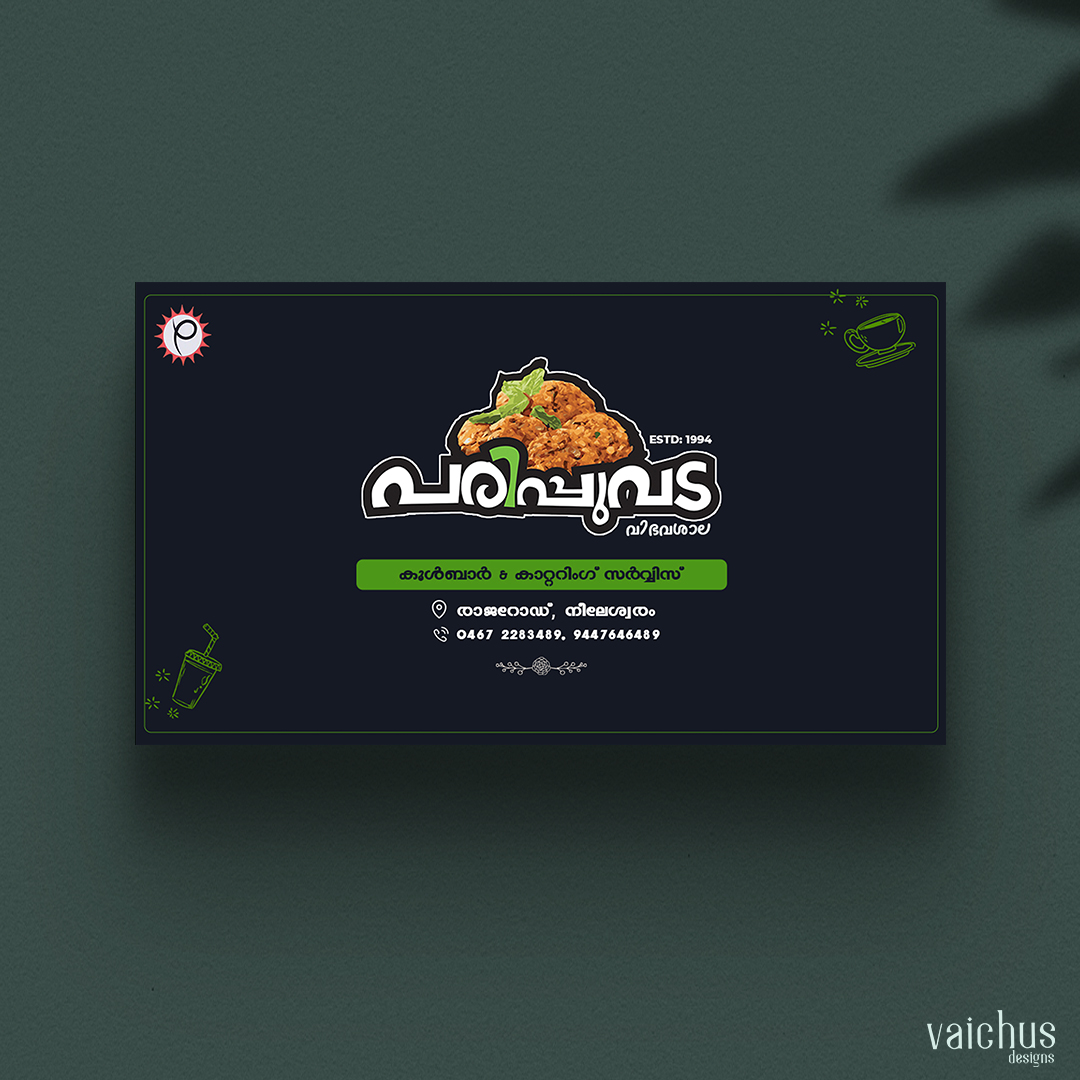 P
ESTD: 1994
പരിപ്പുവട
വിഭവശാല
കൂൾബാർ & കാറ്ററിംഗ് സർവ്വിസ്
രാജറോഡ്, നീലേശ്വരം
0467 2283489. 9447646489
vaichus
designs